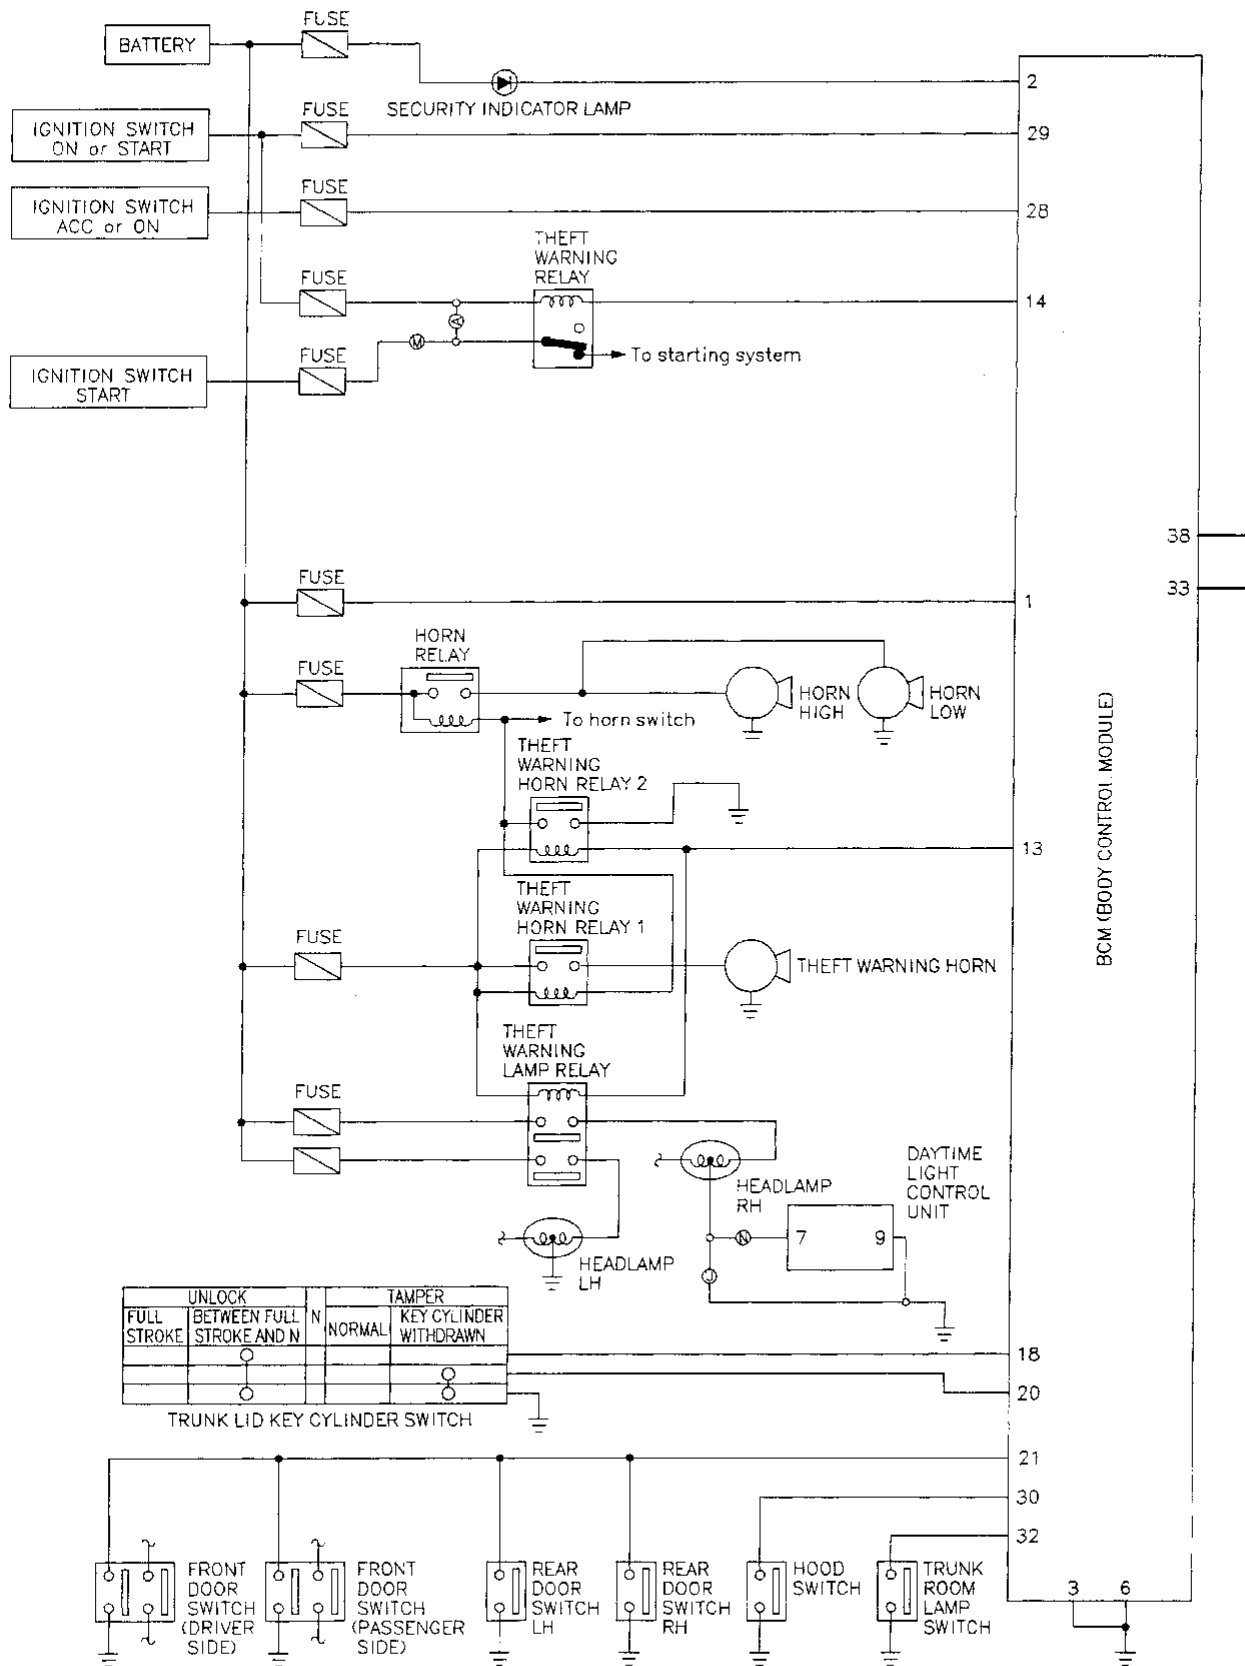 FUSE
BATTERY
2
SECURITY INDICATOR LAMP
FUSE
IGNITION SWITCH
ON or START
29
FUSE
IGNITION SWITCH
ACC or ON
28
THEFT
WARNING
RELAY
FUSE
14
A
M
To starting system
FUSE
IGNITION SWITCH
START
38
33
FUSE
1
HORN
RELAY
FUSE
HORN
HIGH
HORN
LOW
To horn switch
THEFT
WARNING
HORN RELAY 2
13
BCM (BODY CONTROL MODULE)
THEFT
WARNING
HORN RELAY 1
FUSE
THEFT WARNING HORN
THEFT
WARNING
LAMP RELAY
FUSE
HEADLAMP
RH
DAYTIME
LIGHT
CONTROL
UNIT
N
7
9
J
HEADLAMP
LH
UNLOCK
N
TAMPER
FULL
STROKE
BETWEEN FULL
STROKE AND N
NORMAL
KEY CYLINDER
WITHDRAWN
18
20
TRUNK LID KEY CYLINDER SWITCH
21
30
32
FRONT
DOOR
SWITCH
(DRIVER
SIDE)
FRONT
DOOR
SWITCH
(PASSENGER
SIDE)
REAR
DOOR
SWITCH
LH
REAR
DOOR
SWITCH
RH
HOOD
SWITCH
TRUNK
ROOM
LAMP
SWITCH
3
6